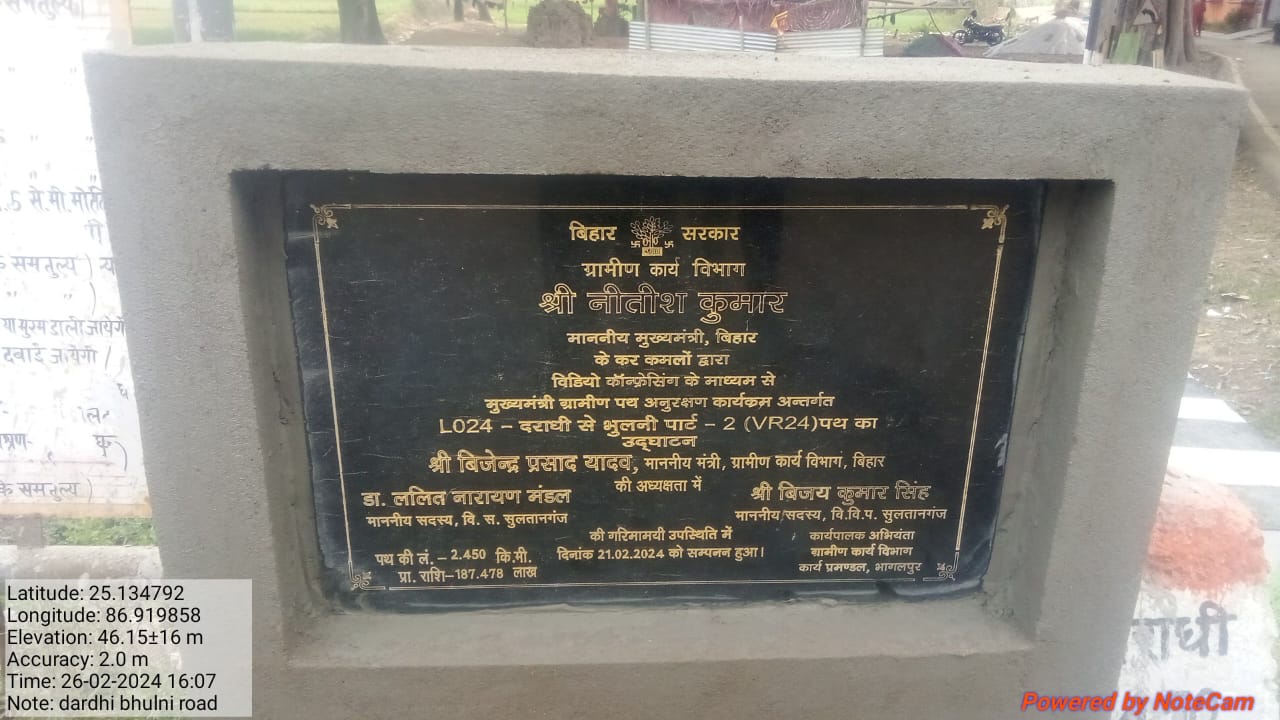 बिहार सरकार
ग्रामीण कार्य विभाग
श्री नीतीश कुमार
माननीय मुख्यमंत्री, बिहार
के कर कमलों द्वारा
विडियो कॉन्फ्रेसिंग के माध्यम से
मुख्यमंत्री ग्रामीण पथ अनुरक्षण कार्यक्रम अन्तर्गत
L024 – दराधी से भुलनी पार्ट – 2 (VR24)पथ का
उद्घाटन
श्री बिजेन्द्र प्रसाद यादव, माननीय मंत्री, ग्रामीण कार्य विभाग, बिहार
की अध्यक्षता में
डा. ललित नारायण मंडल
माननीय सदस्य, वि. स. सुलतानगंज
श्री बिजय कुमार सिंह
माननीय सदस्य, वि.वि.प. सुलतानगंज
की गरिमामयी उपस्थिति में
दिनांक 21.02.2024 को सम्पनन हुआ।
पथ की लं. – 2.450 कि.मी.
प्रा. राशि–187.478 लाख
कार्यपालक अभियंता
ग्रामीण कार्य विभाग
कार्य प्रमण्डल, भागलपुर
.5 से.मी.
के समतुल्य )
के समतुल्य )
राधी
Latitude: 25.134792
Longitude: 86.919858
Elevation: 46.15±16 m
Accuracy: 2.0 m
Time: 26-02-2024 16:07
Note: dardhi bhulni road
Powered by NoteCam